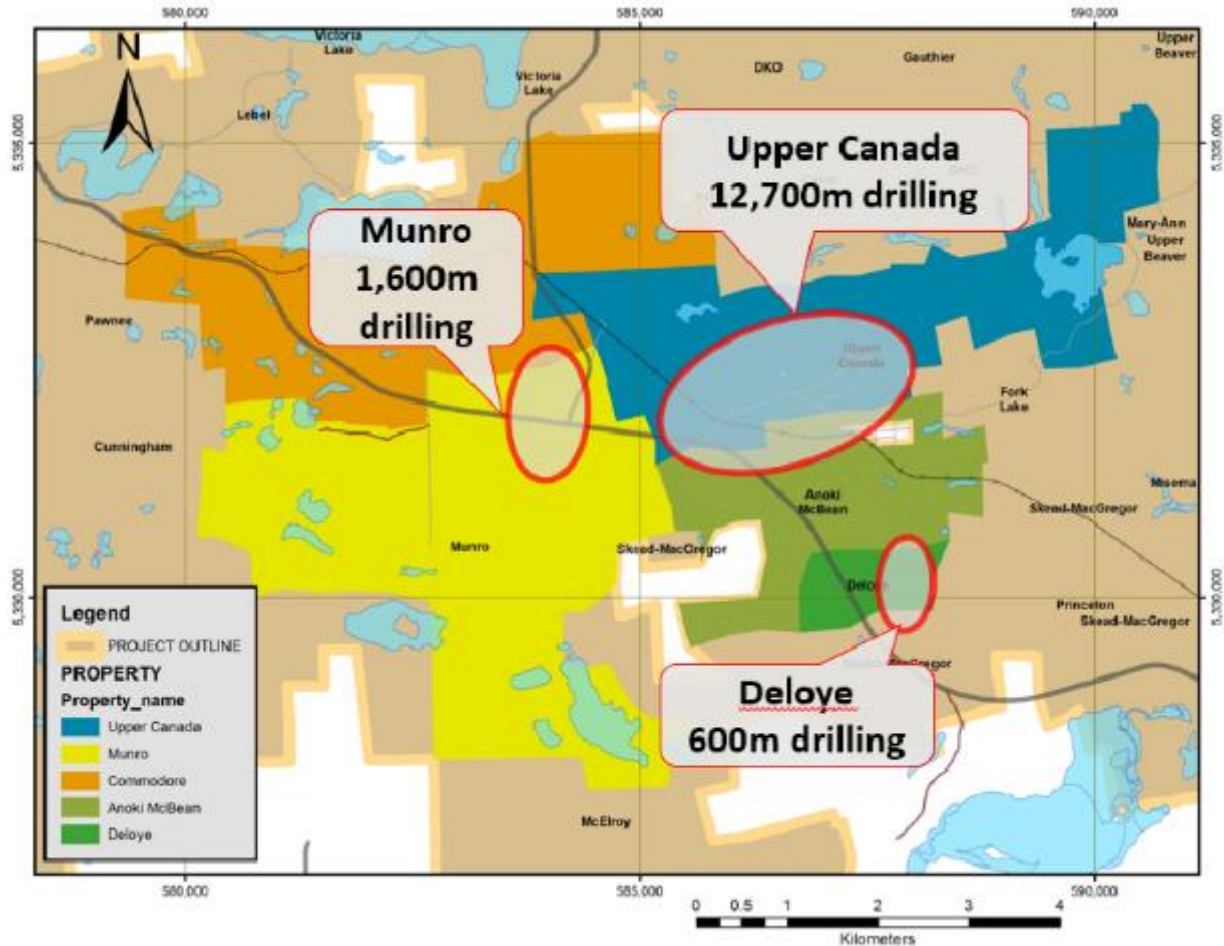 580,000
585,000
590,000
N
Victoria
Lake
Victoria
Lake
DKO
Gauthier
Upper
Beaver
Lebel
5,335,000
5,335,000
Upper Canada
12,700m drilling
Munro
1,600m
drilling
Mary-Ann
Upper
Beaver
Pawnee
Upper
Canada
Fork
Lake
Cunningham
Anoki
McBean
Misema
Skead-MacGregor
Munro
Skead-MacGregor
Deloye
5,330,000
5,330,000
Princeton
Skead-MacGregor
Skead-MacGregor
Deloye
600m drilling
McElroy
Legend
PROJECT OUTLINE
PROPERTY
Property_name
Upper Canada
Munro
Commodore
Anoki McBean
Deloye
580,000
585,000
590,000
0 0.5 1 2 3 4
Kilometers